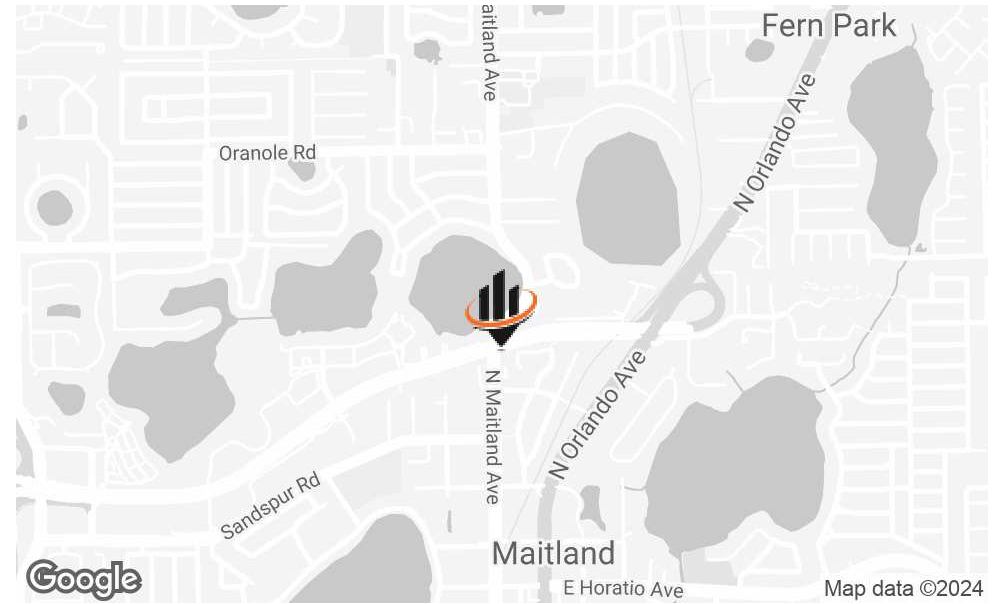 Fern Park
aitland Ave
N Orlando Ave
Oranole Rd
N Maitland Ave
N Orlando Ave
Sandspur Rd
Maitland
E Horatio Ave
Google
Map data ©2024